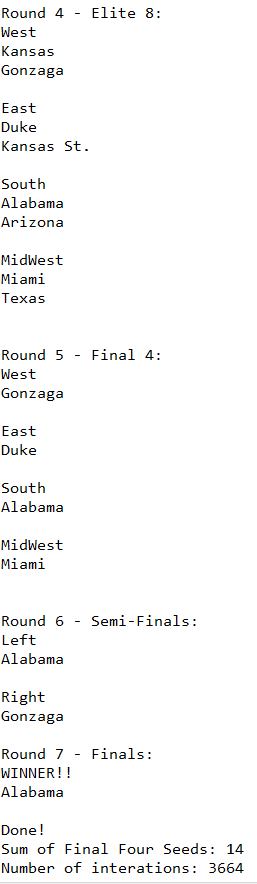 Round 4 - Elite 8:
West
Kansas
Gonzaga
East
Duke
Kansas St.
South
Alabama
Arizona
MidWest
Miami
Texas
Round 5 - Final 4:
West
Gonzaga
East
Duke
South
Alabama
MidWest
Miami
Round 6 - Semi-Finals:
Left
Alabama
Right
Gonzaga
Round 7 - Finals:
WINNER!!
Alabama
Done!
Sum of Final Four Seeds: 14
Number of interations: 3664